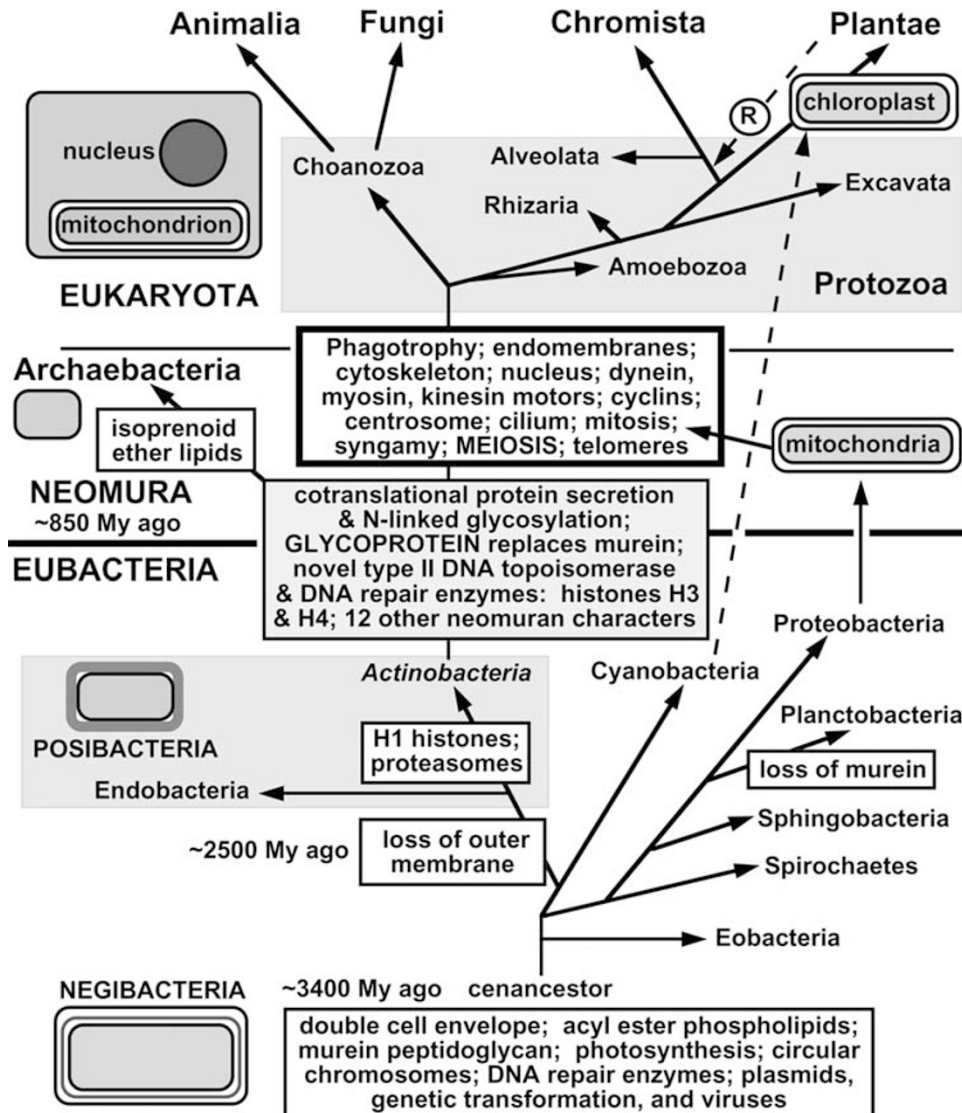 Animalia
Fungi
Chromista
Plantae
chloroplast
R
nucleus
Choanozoa
Alveolata
Excavata
Rhizaria
mitochondrion
Amoebozoa
EUKARYOTA
Protozoa
Phagotrophy; endomembranes;
cytoskeleton; nucleus; dynein,
myosin, kinesin motors; cyclins;
centrosome; cilium; mitosis;
syngamy; MEIOSIS; telomeres
Archaebacteria
isoprenoid
ether lipids
mitochondria
NEOMURA
~850 My ago
cotranslational protein secretion
& N-linked glycosylation;
GLYCOPROTEIN replaces murein;
novel type II DNA topoisomerase
& DNA repair enzymes: histones H3
& H4; 12 other neomuran characters
EUBACTERIA
Proteobacteria
Actinobacteria
Cyanobacteria
Planctobacteria
POSIBACTERIA
H1 histones;
proteasomes
loss of murein
Endobacteria
Sphingobacteria
~2500 My ago
loss of outer
membrane
Spirochaetes
Eobacteria
NEGIBACTERIA
~3400 My ago cenancestor
double cell envelope; acyl ester phospholipids;
murein peptidoglycan; photosynthesis; circular
chromosomes; DNA repair enzymes; plasmids,
genetic transformation, and viruses